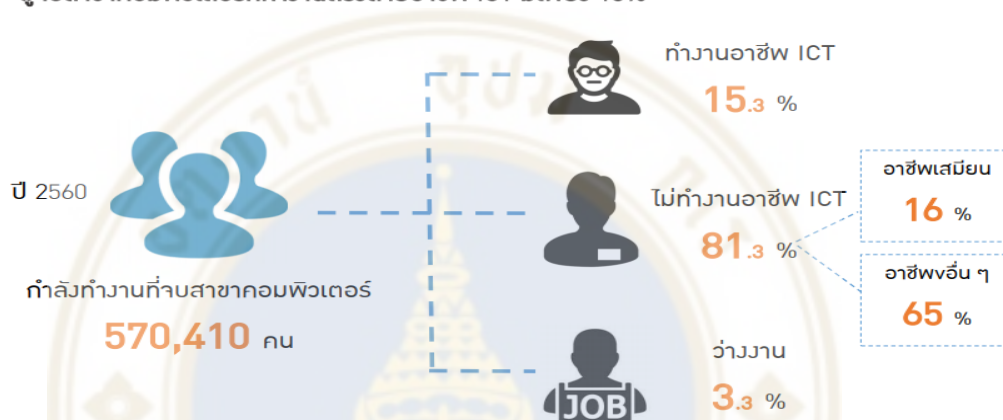 ทำงานอาชีพ ICT
15.3 %
ปี 2560
กำลังทำงานที่จบสาขาคอมพิวเตอร์
570,410 คน
ไม่ทำงานอาชีพ ICT
81.3 %
อาชีพเสมียน
16 %
อาชีพvอื่น ๆ
65 %
ว่างงาน
3.3 %
JOB